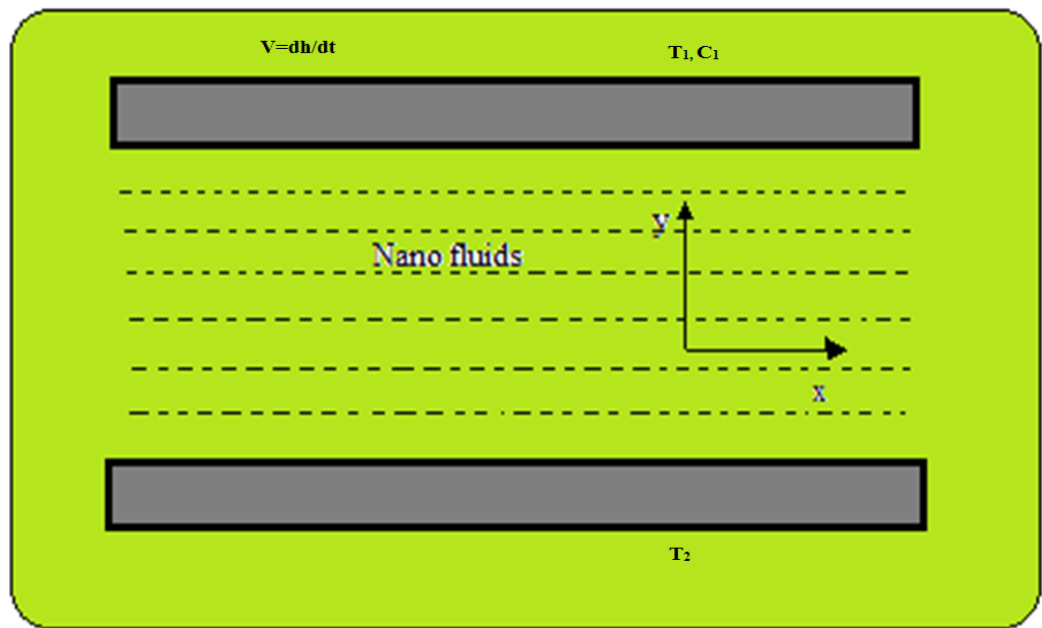 V=dh/dt
T₁, C₁
y
Nano fluids
x
T₂